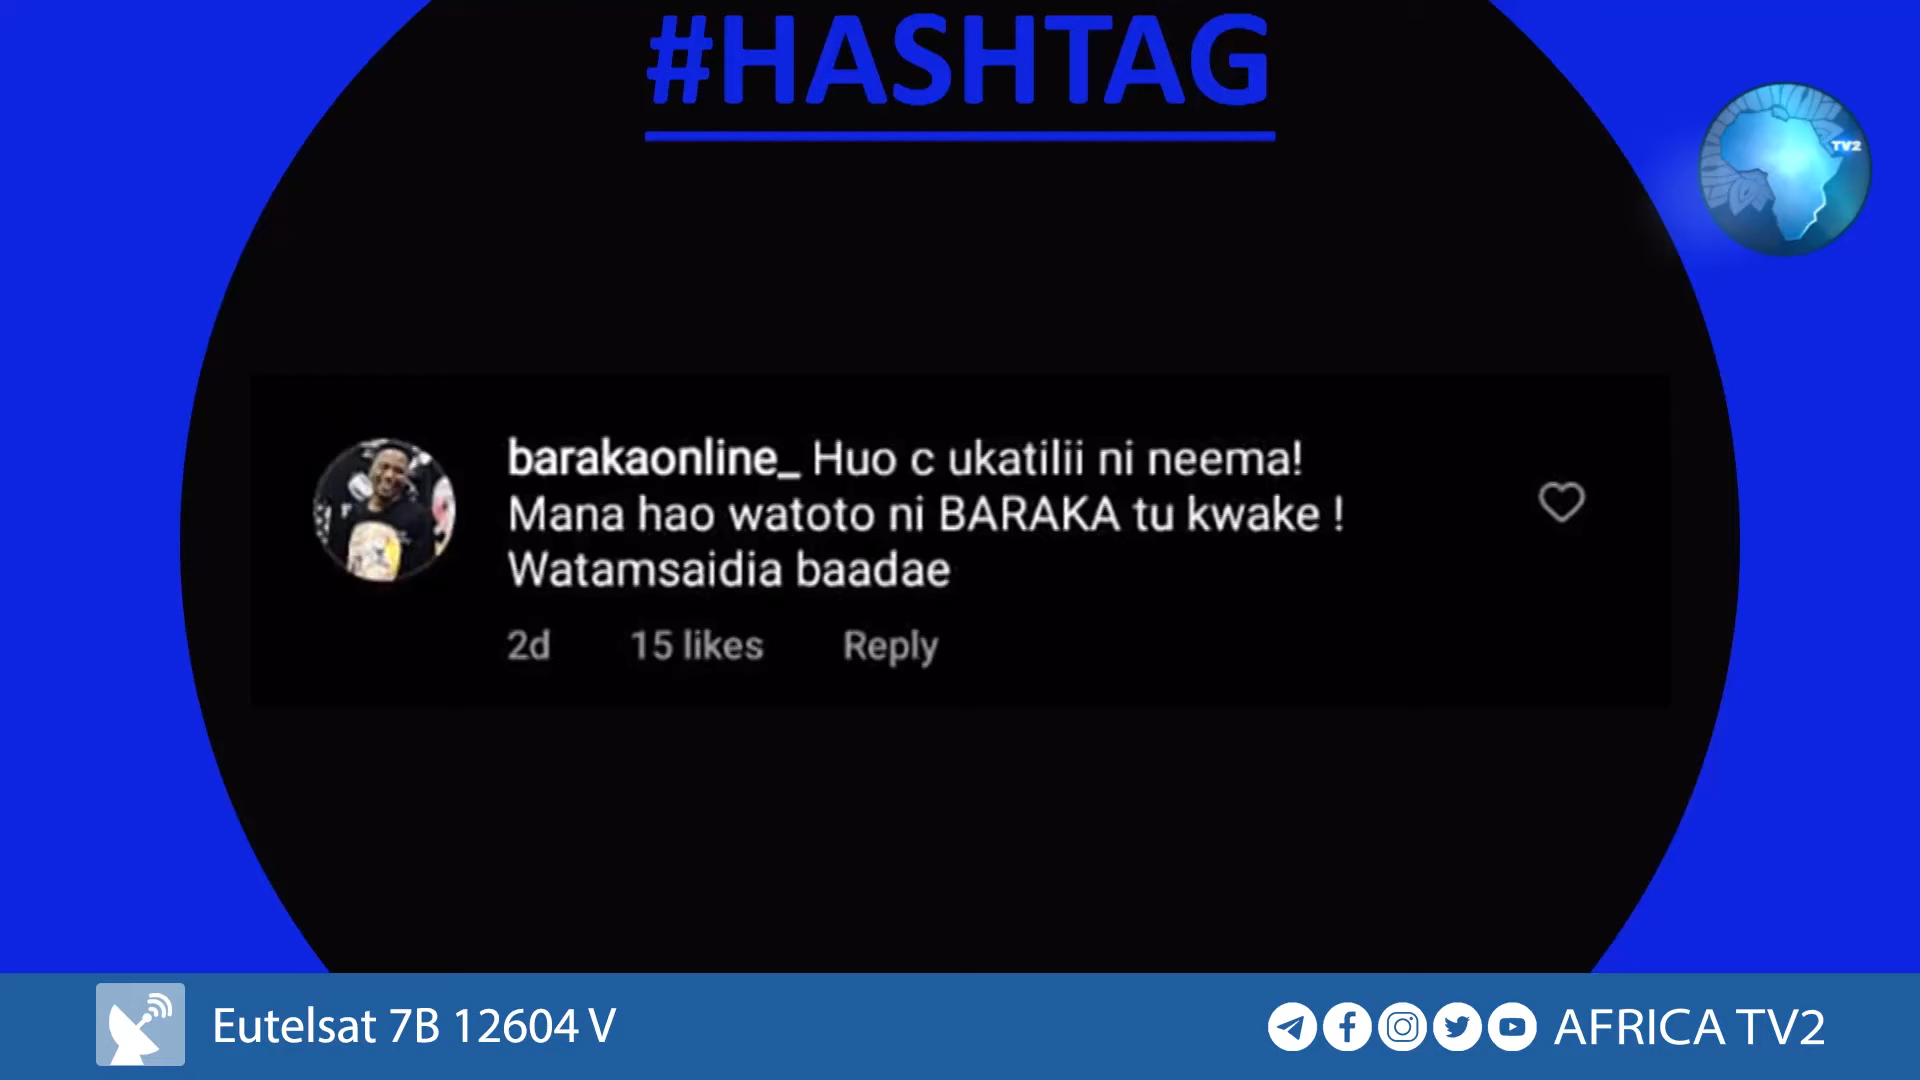 #HASHTAG
TV2
barakaonline_ Huo c ukatilii ni neema!
Mana hao watoto ni BARAKA tu kwake !
Watamsaidia baadae
2d 15 likes Reply
Eutelsat 7B 12604 V
AFRICA TV2